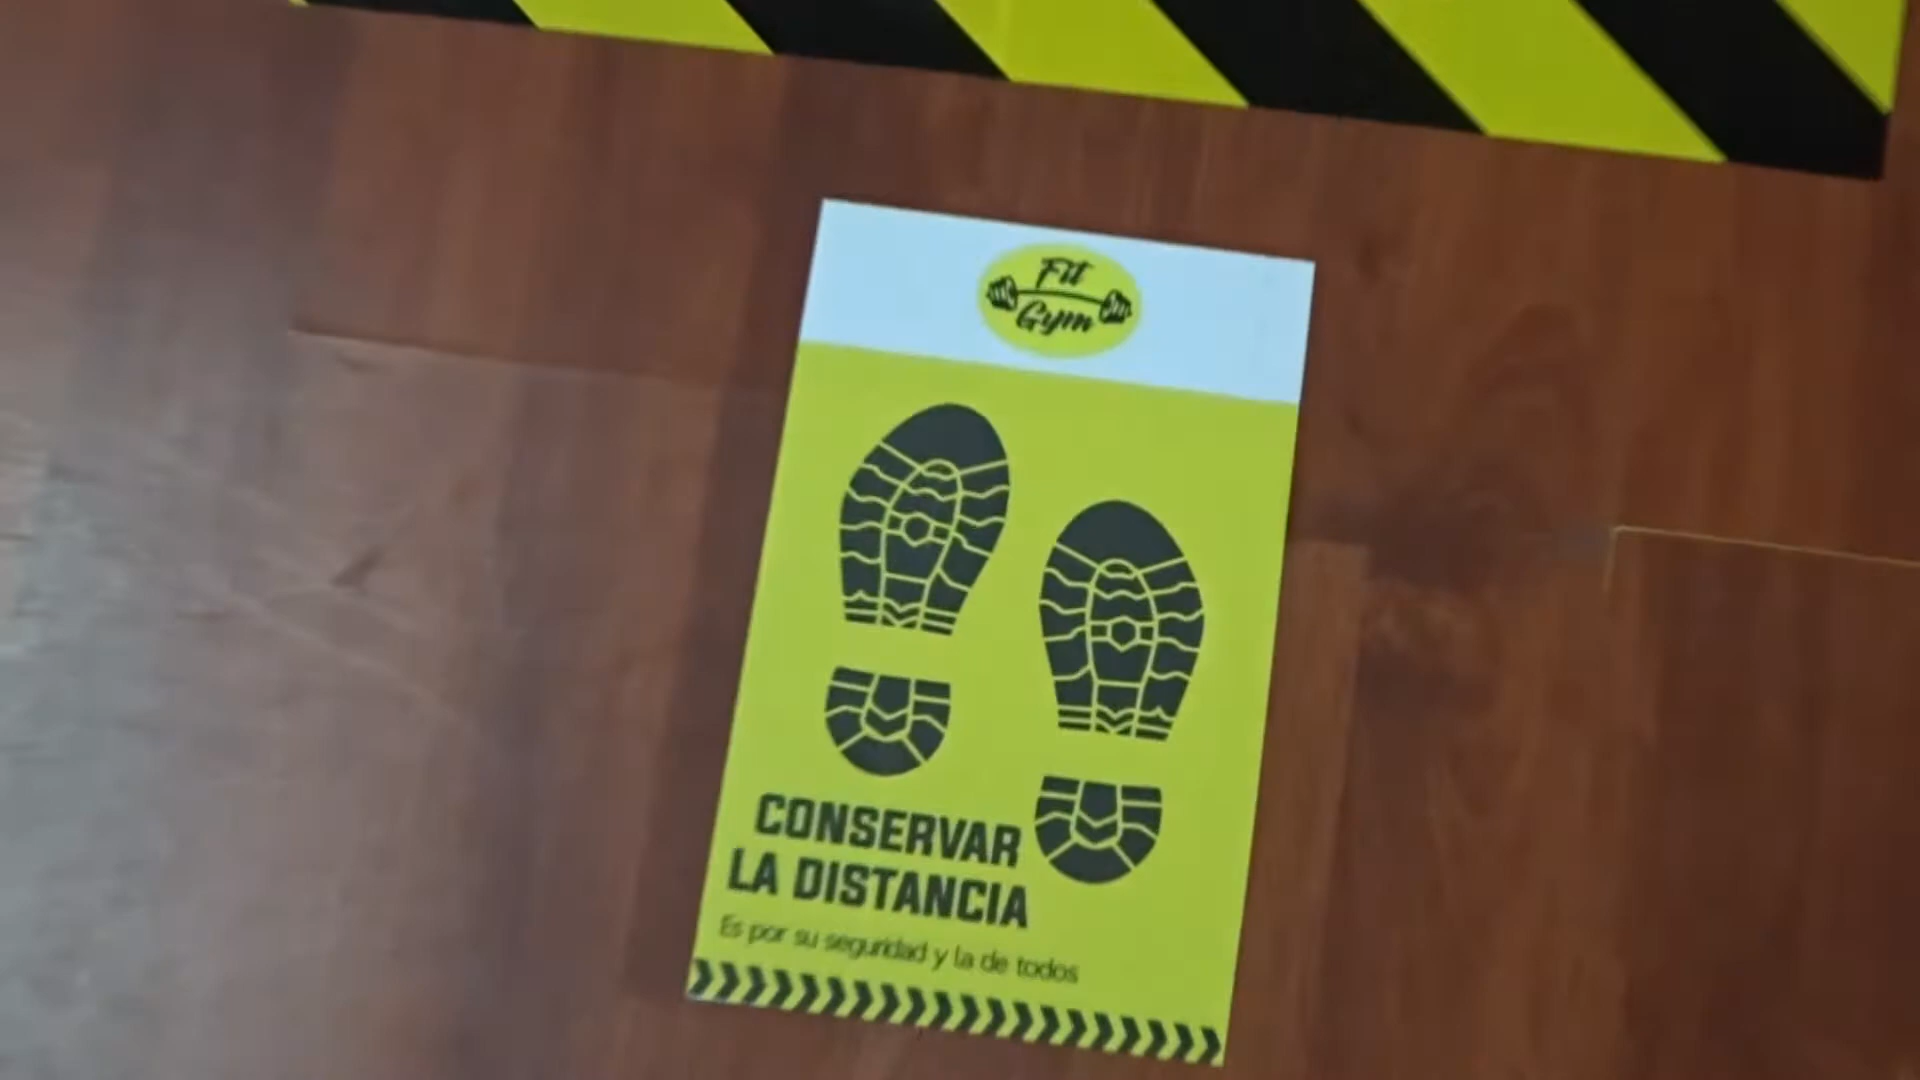 Fit
Gym
CONSERVAR
LA DISTANCIA
Es por su seguridad y la de todos